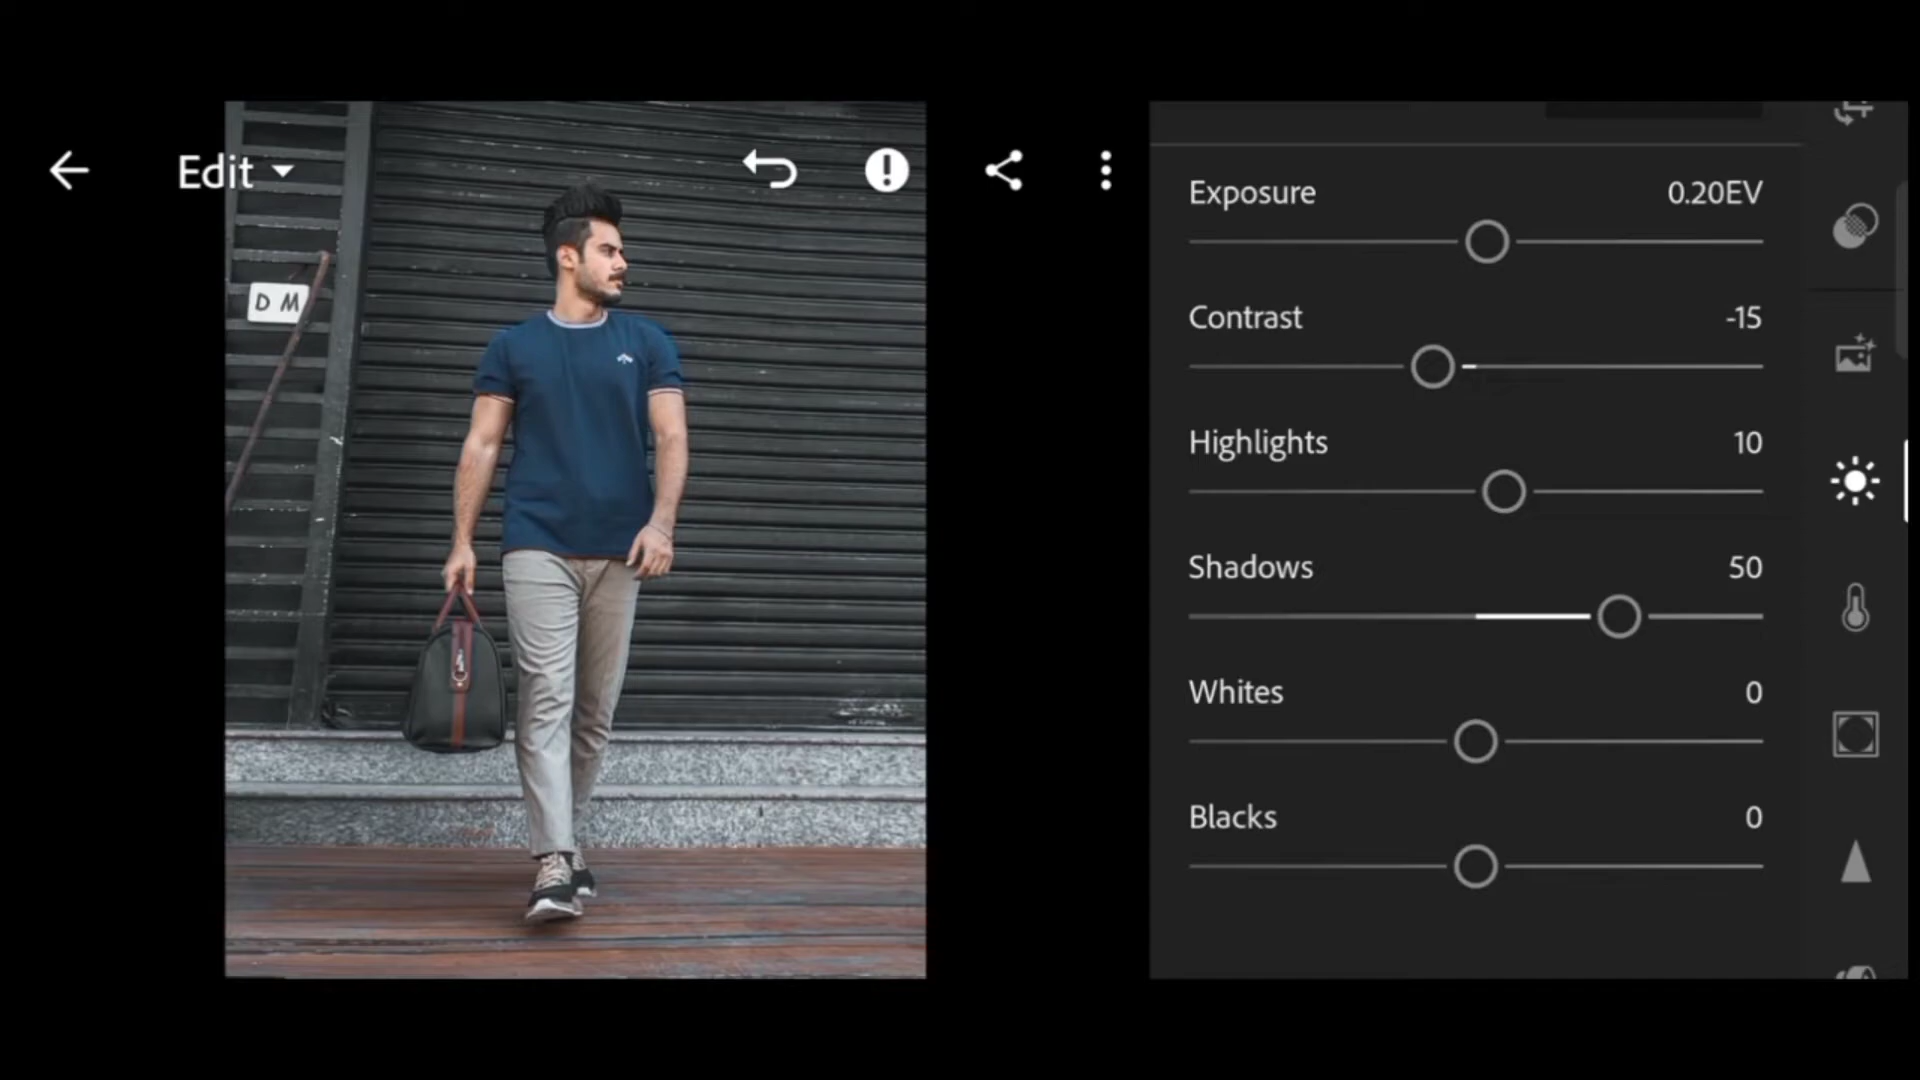 Edit
D M
Exposure 0.20EV
Contrast -15
Highlights 10
Shadows 50
Whites 0
Blacks 0